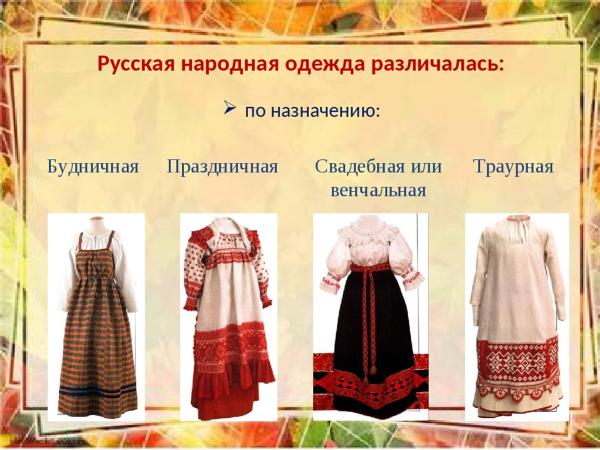 Русская народная одежда различалась:
➢ по назначению:
Будничная Праздничная Свадебная или Траурная
венчальная